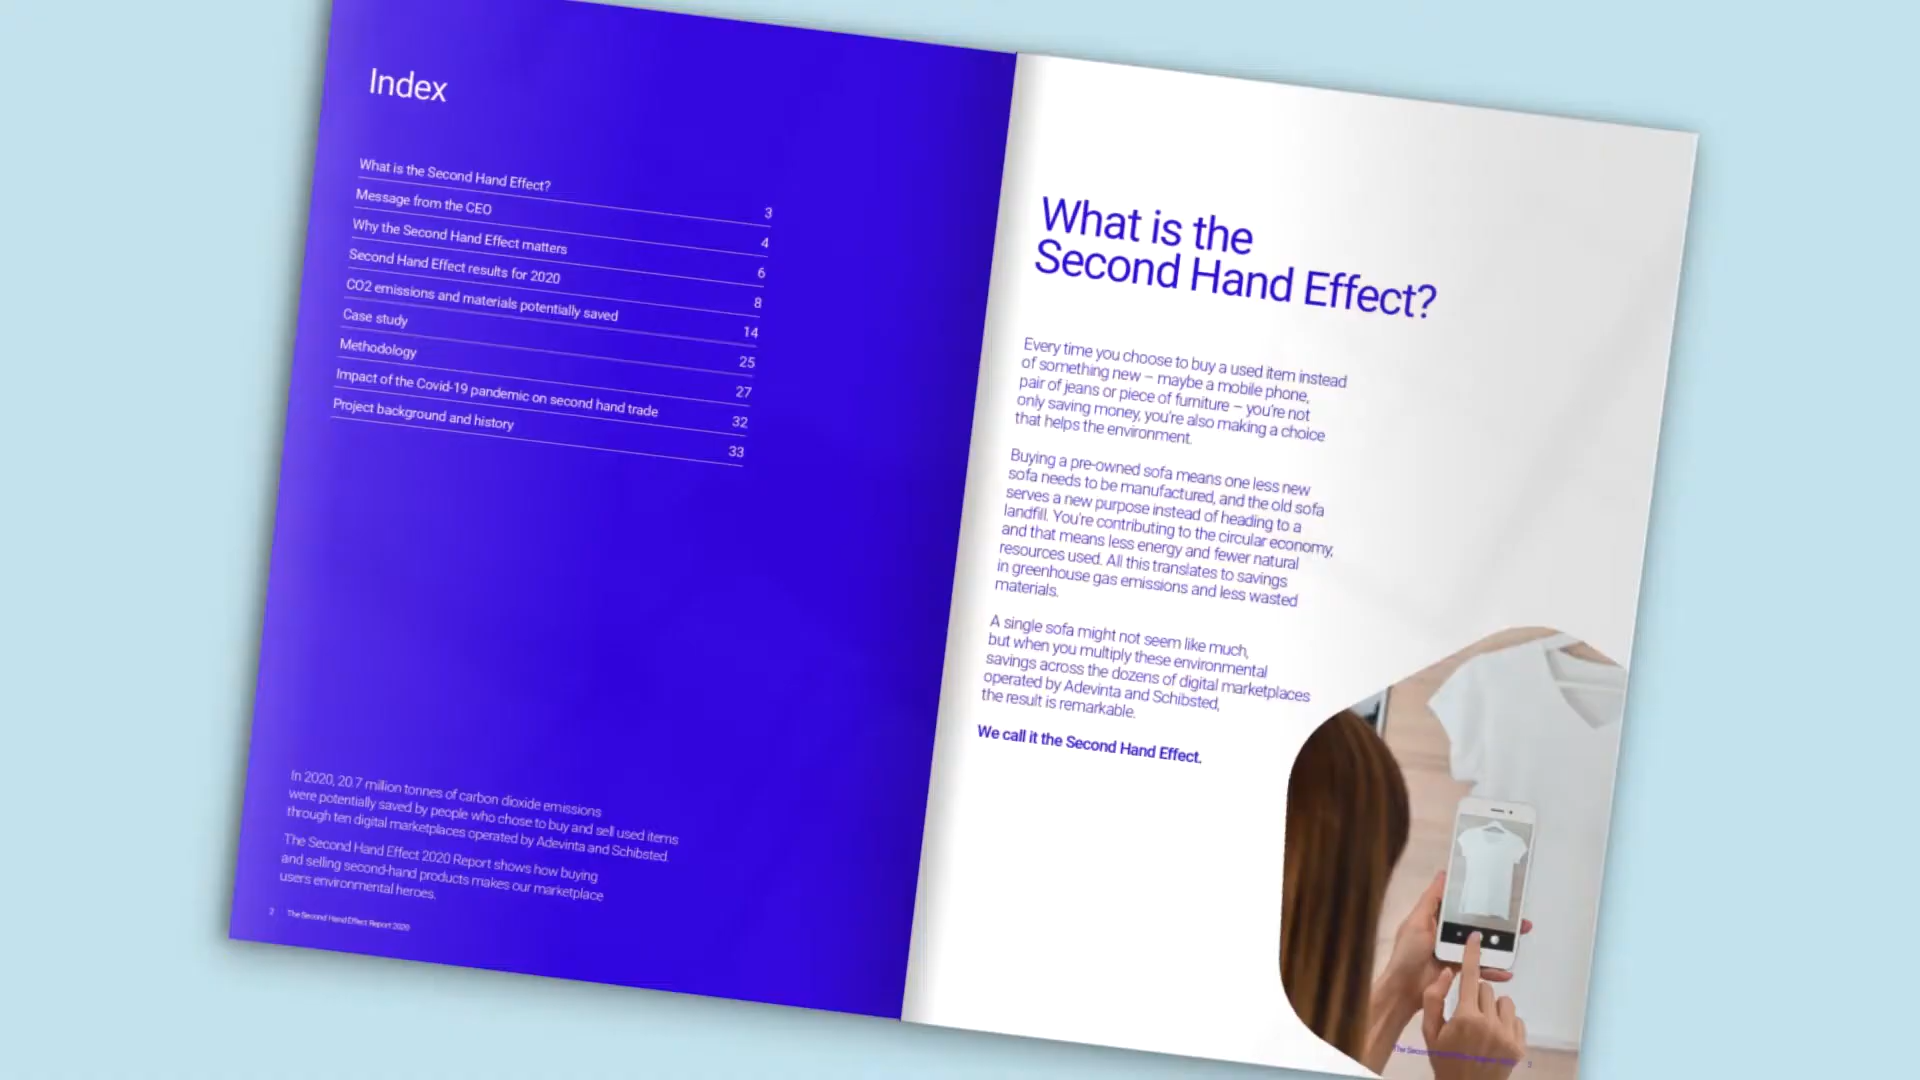 Index
What is the Second Hand Effect? 3
Message from the CEO 4
Why the Second Hand Effect matters 6
Second Hand Effect results for 2020 8
CO2 emissions and materials potentially saved 14
Case study 25
Methodology 27
Impact of the Covid-19 pandemic on second hand trade 32
Project background and history 33
In 2020, 20.7 million tonnes of carbon dioxide emissions
were potentially saved by people who chose to buy and sell used items
through ten digital marketplaces operated by Adevinta and Schibsted.
The Second Hand Effect 2020 Report shows how buying
and selling second-hand products makes our marketplace
users environmental heroes.
2 The Second Hand Effect Report 2020
What is the
Second Hand Effect?
Every time you choose to buy a used item instead
of something new – maybe a mobile phone,
pair of jeans or piece of furniture – you're not
only saving money, you're also making a choice
that helps the environment.
Buying a pre-owned sofa means one less new
sofa needs to be manufactured, and the old sofa
serves a new purpose instead of heading to a
landfill. You're contributing to the circular economy,
and that means less energy and fewer natural
resources used. All this translates to savings
in greenhouse gas emissions and less wasted
materials.
A single sofa might not seem like much,
but when you multiply these environmental
savings across the dozens of digital marketplaces
operated by Adevinta and Schibsted,
the result is remarkable.
We call it the Second Hand Effect.